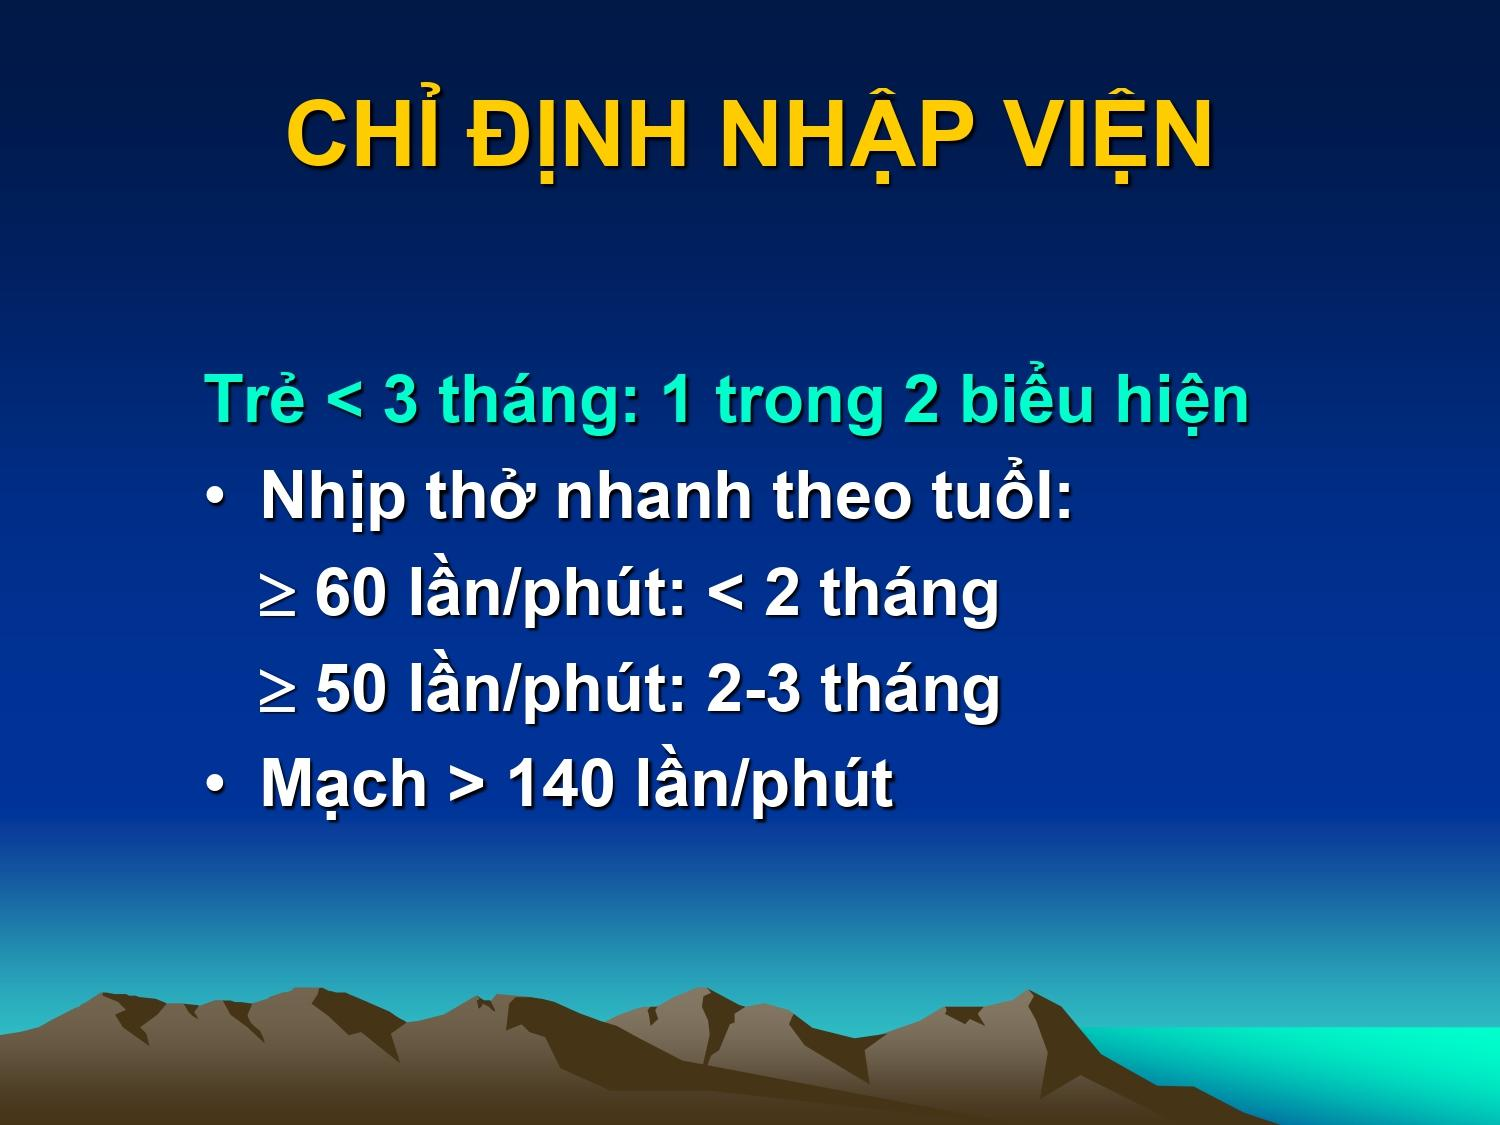 CHỈ ĐỊNH NHẬP VIỆN
Trẻ < 3 tháng: 1 trong 2 biểu hiện
• Nhịp thở nhanh theo tuổl:
≥ 60 lần/phút: < 2 tháng
≥ 50 lần/phút: 2-3 tháng
• Mạch > 140 lần/phút